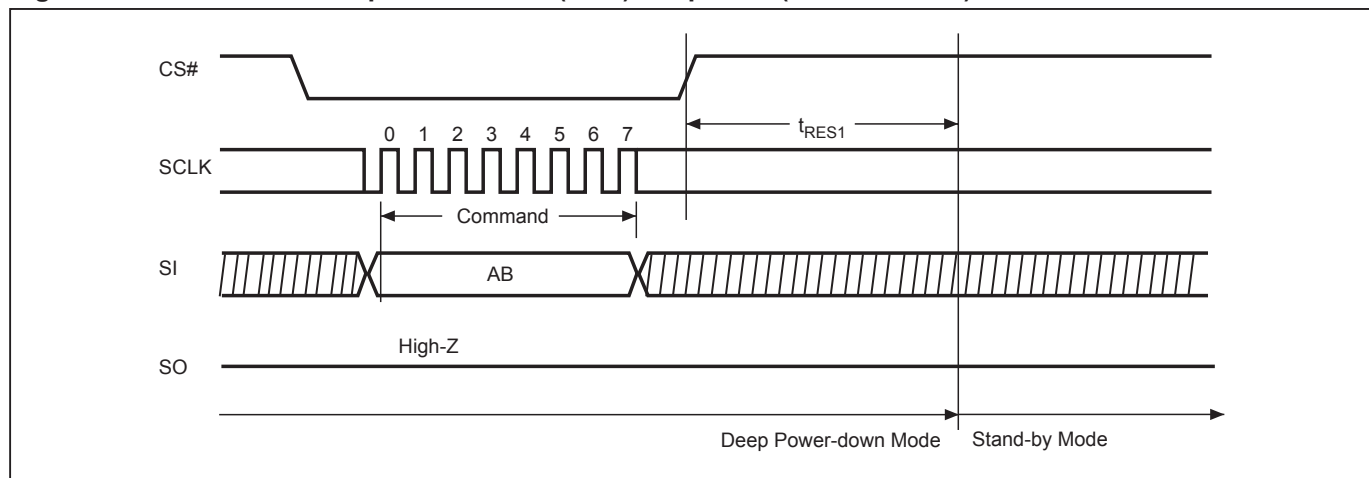 CS#
tRES1
0 1 2 3 4 5 6 7
SCLK
Command
SI
AB
High-Z
SO
Deep Power-down Mode
Stand-by Mode